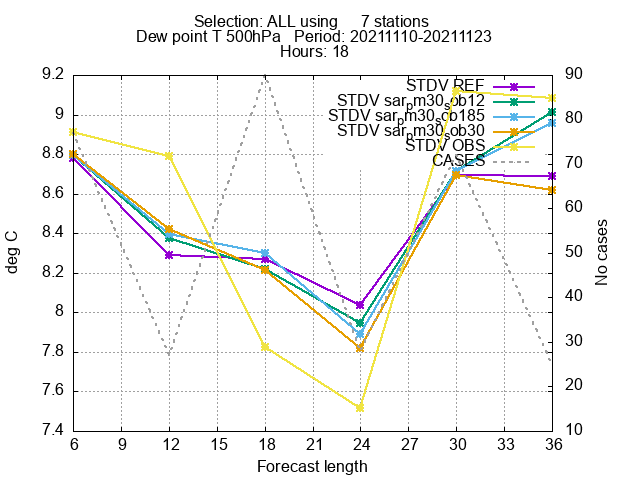 Selection: ALL using 7 stations
Dew point T 500hPa Period: 20211110-20211123
Hours: 18
9.2
9
8.8
8.6
8.4
8.2
8
7.8
7.6
7.4
deg C
90
80
70
60
50
40
30
20
10
No cases
STDV REF
STDV sarpm30sob12
STDV sarpm30sob185
STDV sarpm30sob30
STDV OBS
CASES
6 9 12 15 18 21 24 27 30 33 36
Forecast length